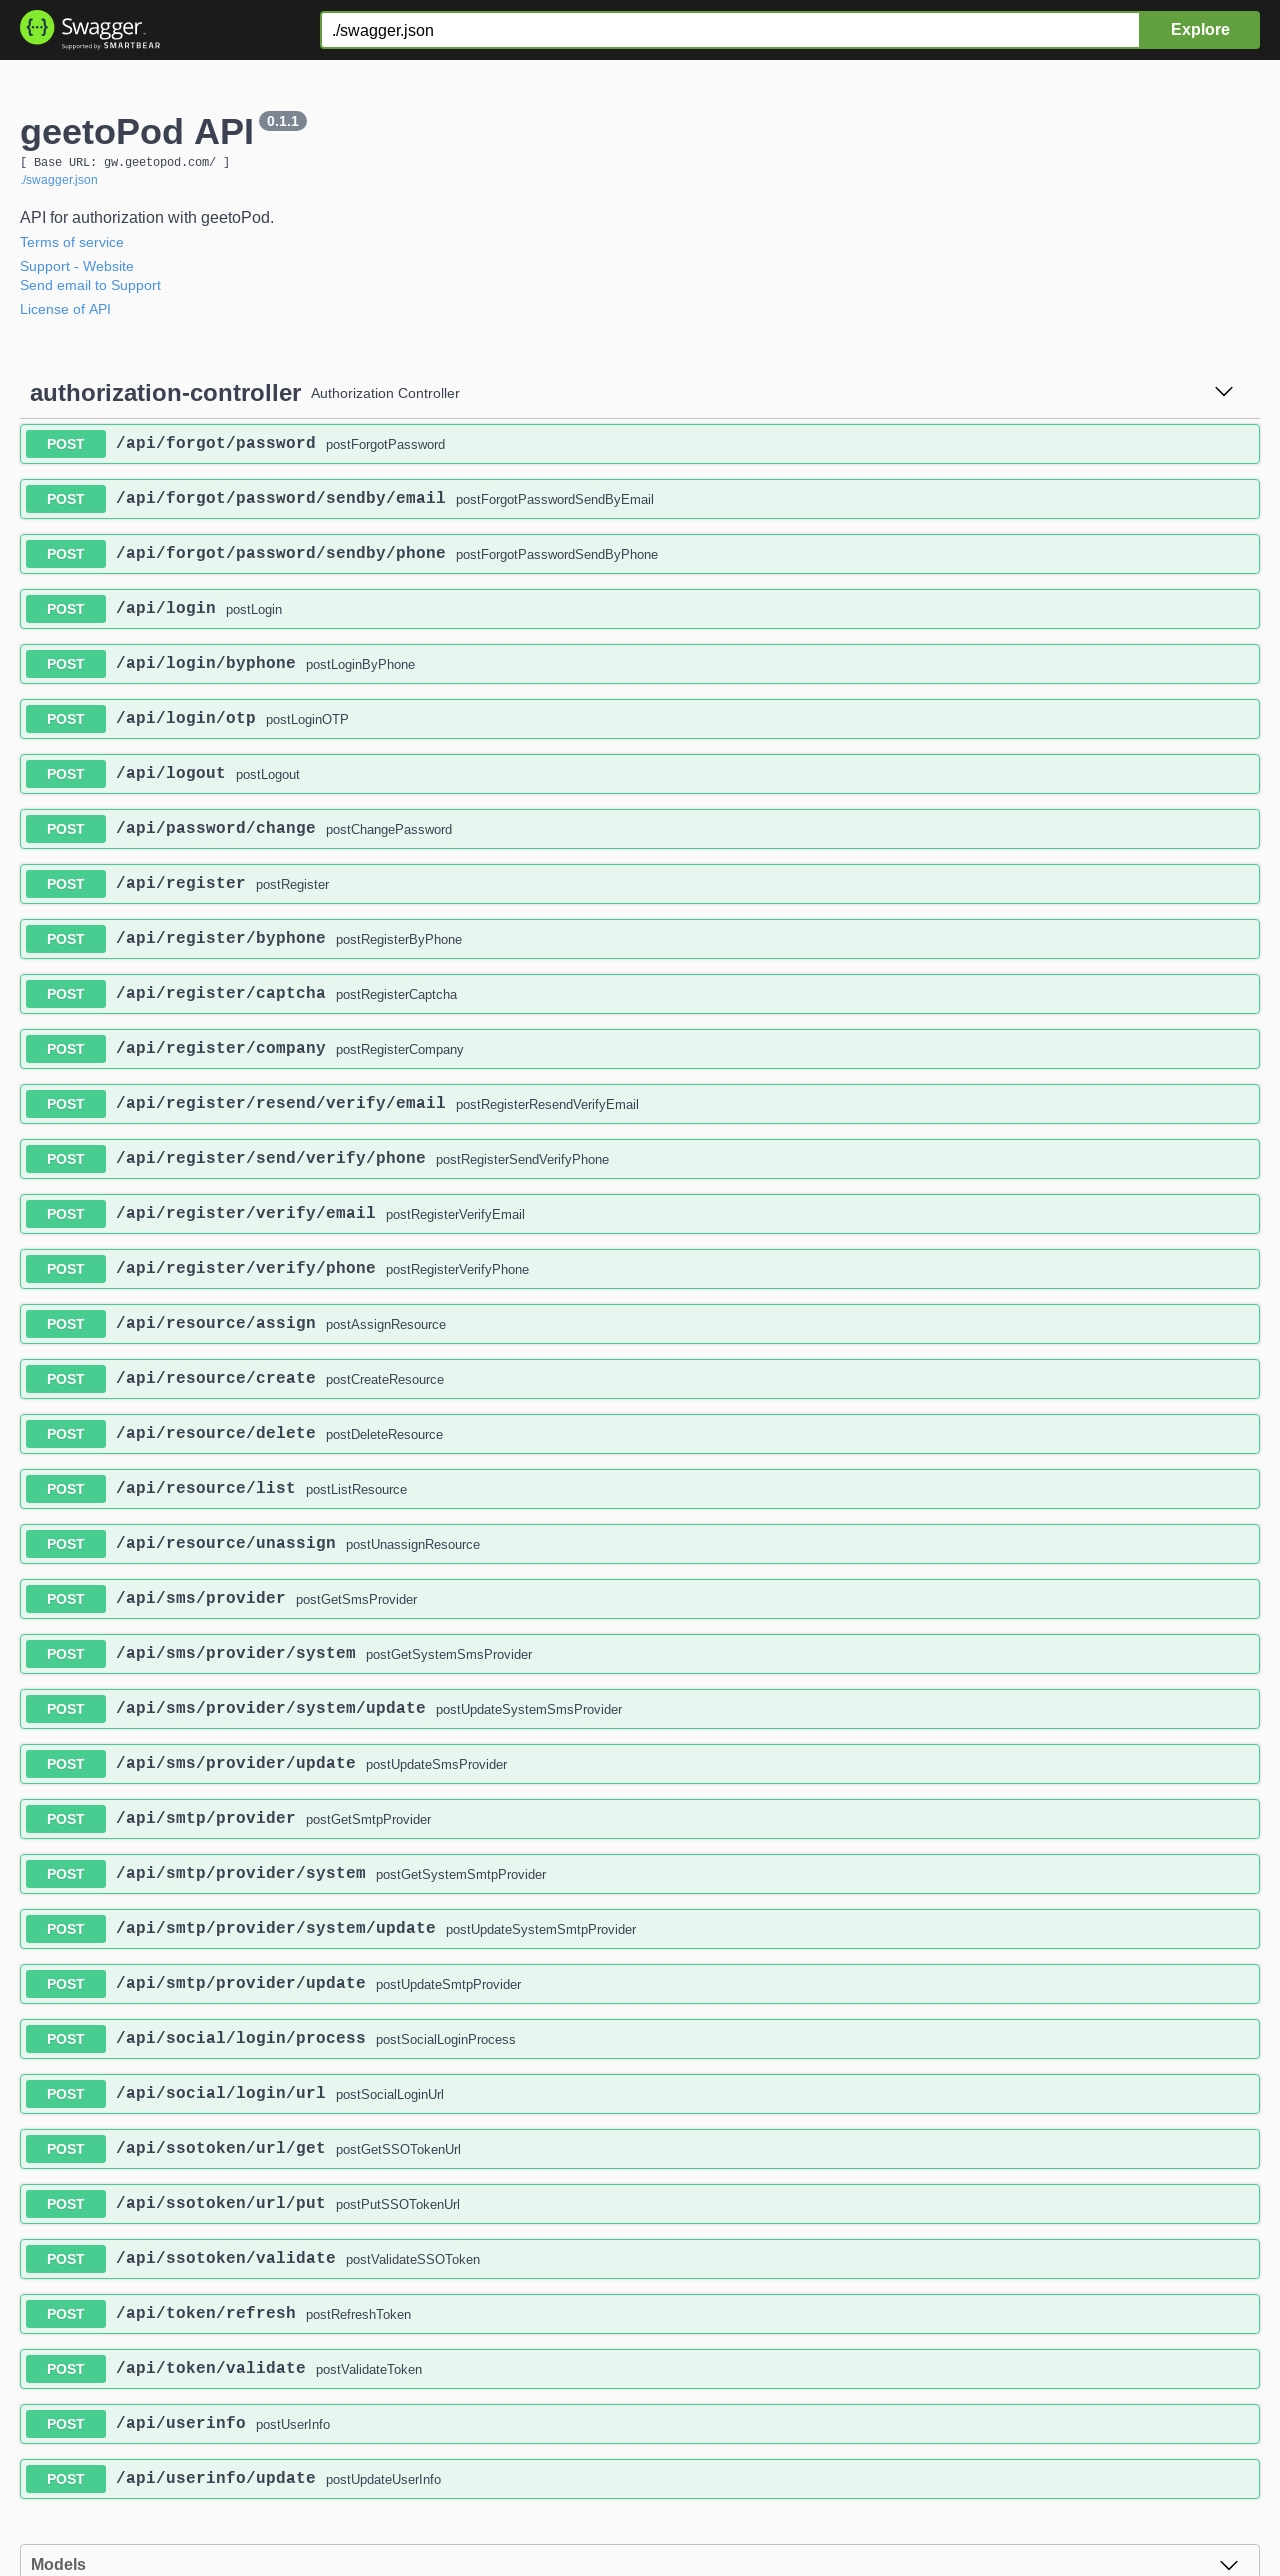 Swagger
Supported by SMARTBEAR
./swagger.json
Explore
geetoPod API 0.1.1
[ Base URL: gw.geetopod.com/ ]
./swagger.json
API for authorization with geetoPod.
Terms of service
Support - Website
Send email to Support
License of API
authorization-controller Authorization Controller
POST /api/forgot/password postForgotPassword
POST /api/forgot/password/sendby/email postForgotPasswordSendByEmail
POST /api/forgot/password/sendby/phone postForgotPasswordSendByPhone
POST /api/login postLogin
POST /api/login/byphone postLoginByPhone
POST /api/login/otp postLoginOTP
POST /api/logout postLogout
POST /api/password/change postChangePassword
POST /api/register postRegister
POST /api/register/byphone postRegisterByPhone
POST /api/register/captcha postRegisterCaptcha
POST /api/register/company postRegisterCompany
POST /api/register/resend/verify/email postRegisterResendVerifyEmail
POST /api/register/send/verify/phone postRegisterSendVerifyPhone
POST /api/register/verify/email postRegisterVerifyEmail
POST /api/register/verify/phone postRegisterVerifyPhone
POST /api/resource/assign postAssignResource
POST /api/resource/create postCreateResource
POST /api/resource/delete postDeleteResource
POST /api/resource/list postListResource
POST /api/resource/unassign postUnassignResource
POST /api/sms/provider postGetSmsProvider
POST /api/sms/provider/system postGetSystemSmsProvider
POST /api/sms/provider/system/update postUpdateSystemSmsProvider
POST /api/sms/provider/update postUpdateSmsProvider
POST /api/smtp/provider postGetSmtpProvider
POST /api/smtp/provider/system postGetSystemSmtpProvider
POST /api/smtp/provider/system/update postUpdateSystemSmtpProvider
POST /api/smtp/provider/update postUpdateSmtpProvider
POST /api/social/login/process postSocialLoginProcess
POST /api/social/login/url postSocialLoginUrl
POST /api/ssotoken/url/get postGetSSOTokenUrl
POST /api/ssotoken/url/put postPutSSOTokenUrl
POST /api/ssotoken/validate postValidateSSOToken
POST /api/token/refresh postRefreshToken
POST /api/token/validate postValidateToken
POST /api/userinfo postUserInfo
POST /api/userinfo/update postUpdateUserInfo
Models